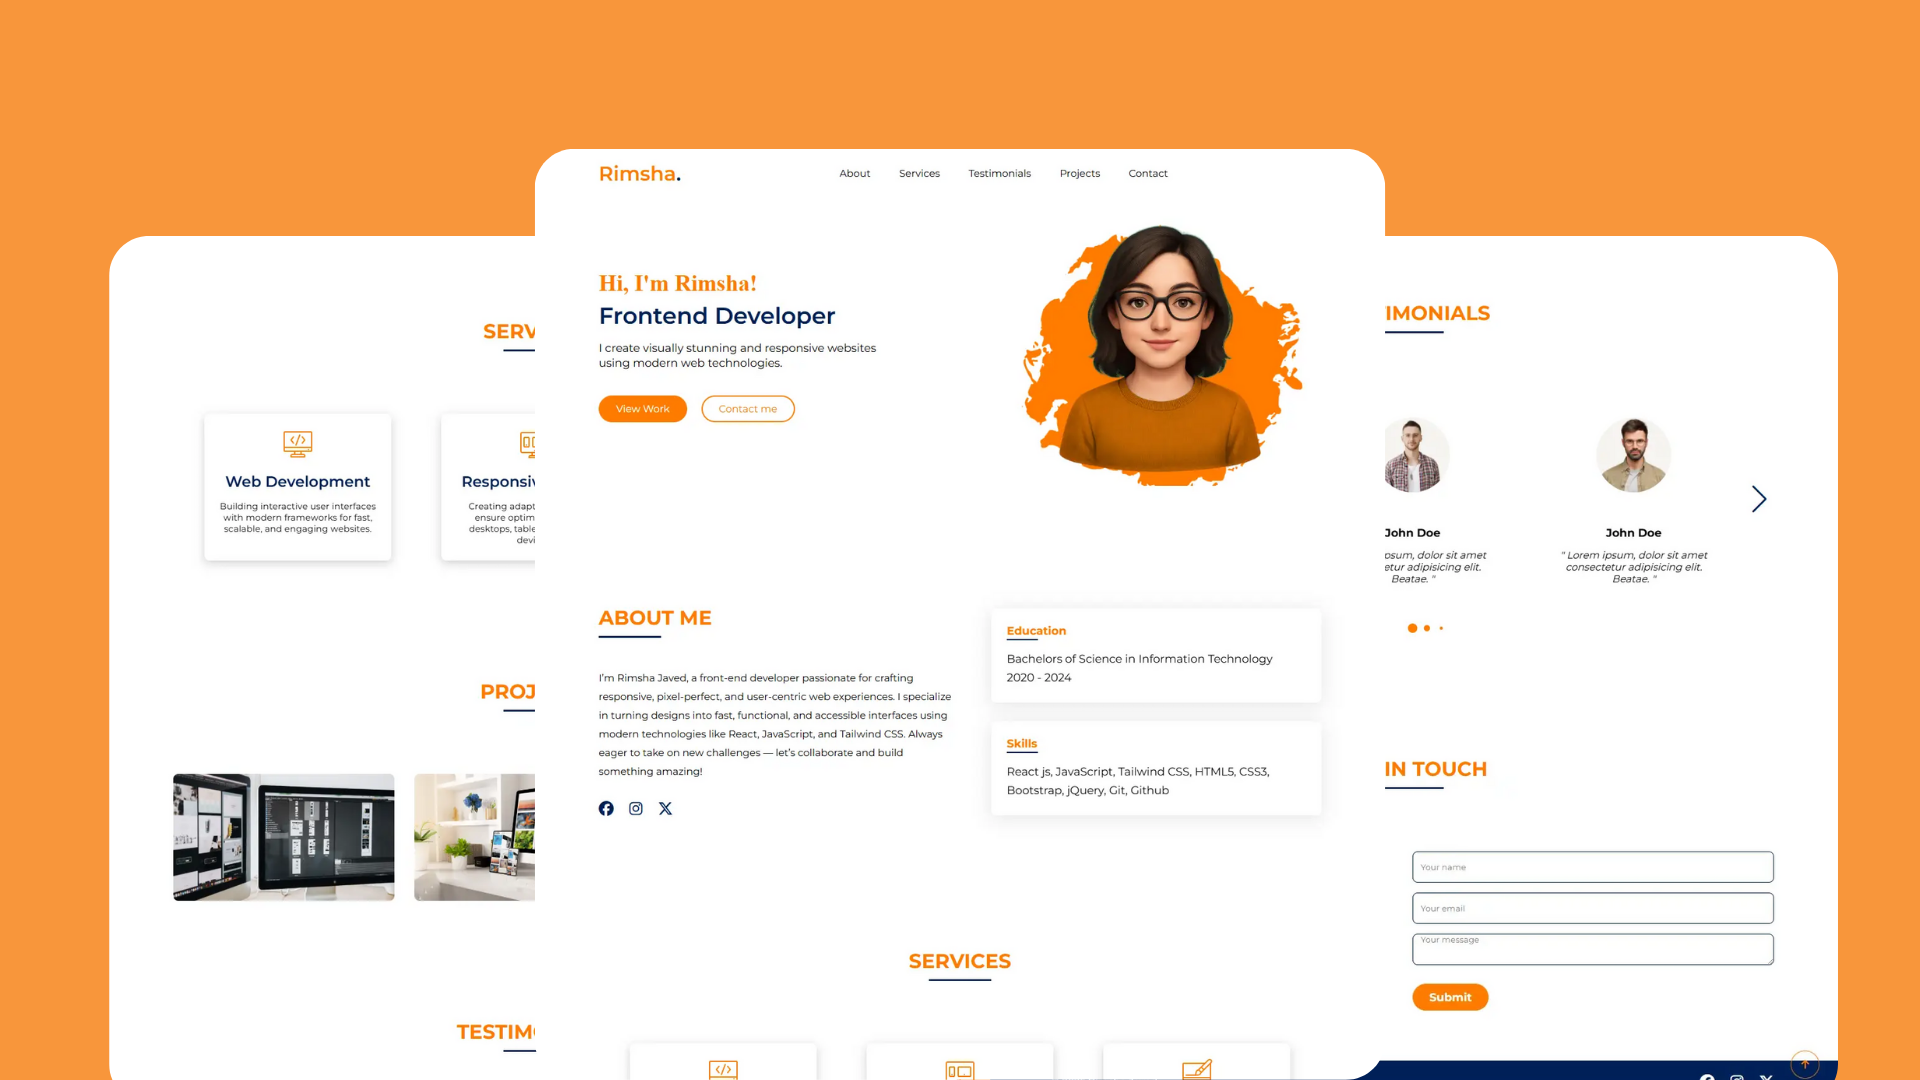 Rimsha.
About
Services
Testimonials
Projects
Contact
Hi, I'm Rimsha!
Frontend Developer
I create visually stunning and responsive websites
using modern web technologies.
View Work
Contact me
ABOUT ME
I'm Rimsha Javed, a front-end developer passionate for crafting
responsive, pixel-perfect, and user-centric web experiences. I specialize
in turning designs into fast, functional, and accessible interfaces using
modern technologies like React, JavaScript, and Tailwind CSS. Always
eager to take on new challenges — let's collaborate and build
something amazing!
Education
Bachelors of Science in Information Technology
2020 - 2024
Skills
React js, JavaScript, Tailwind CSS, HTML5, CSS3,
Bootstrap, jQuery, Git, Github
SERVICES
SERV
Web Development
Building interactive user interfaces
with modern frameworks for fast,
scalable, and engaging websites.
Responsiv
Creating adapt
ensure optim
desktops, table
devi
PROJ
TESTIM
IMONIALS
John Doe
osum, dolor sit amet
etur adipisicing elit.
Beatae. "
John Doe
" Lorem ipsum, dolor sit amet
consectetur adipisicing elit.
Beatae. "
IN TOUCH
Your name
Your email
Your message
Submit